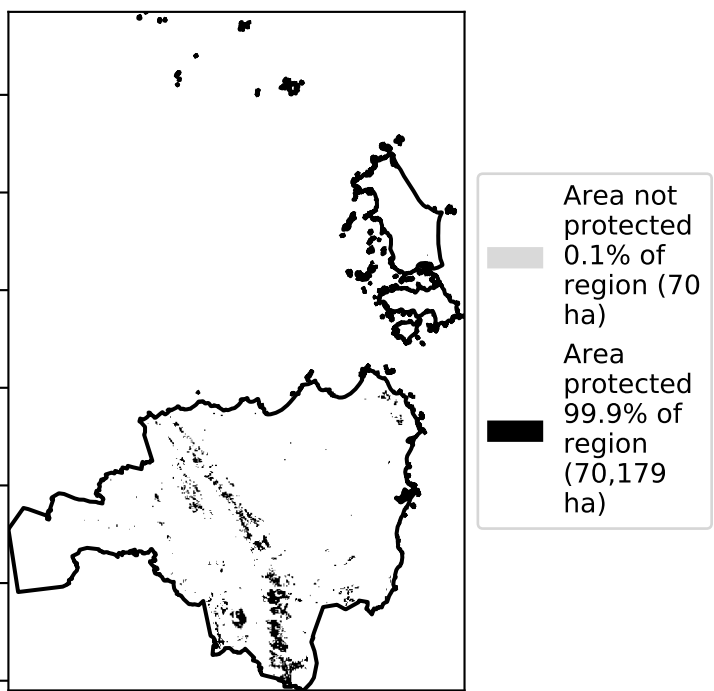 Area not
protected
0.1% of
region (70
ha)
Area
protected
99.9% of
region
(70,179
ha)